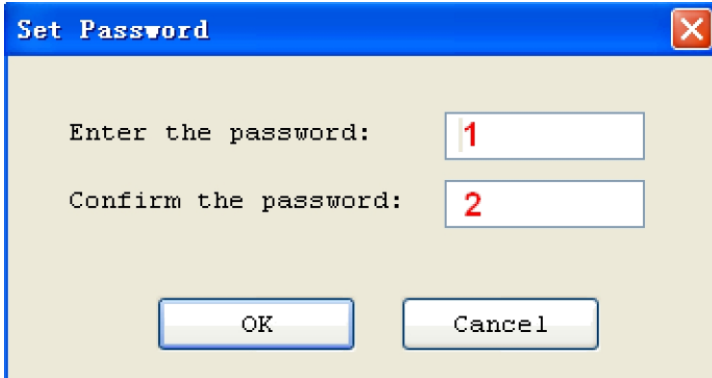 Set Password
Enter the password: 1
Confirm the password: 2
OK Cancel